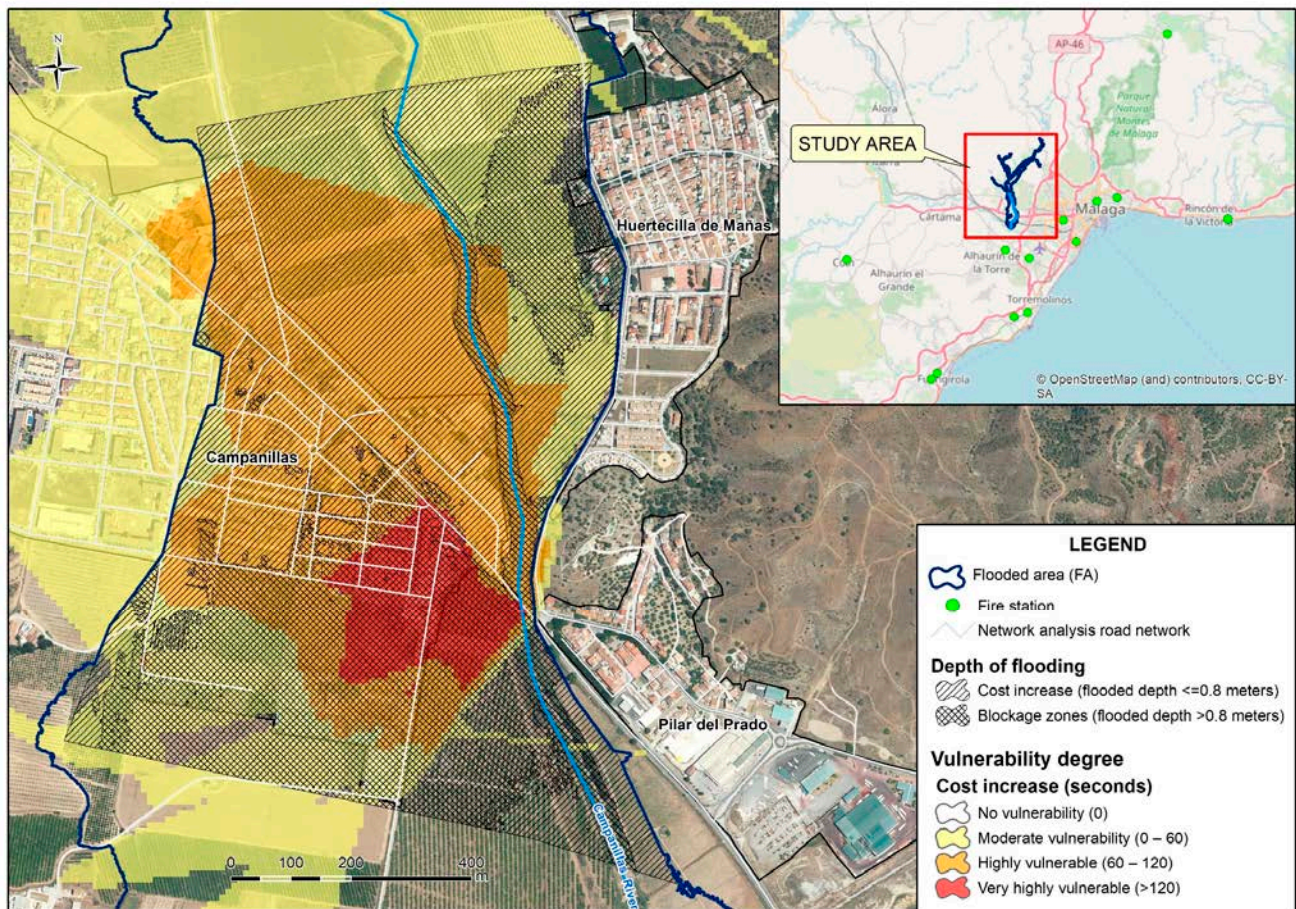 N
Huertecilla de Mañas
Campanillas
Pilar del Prado
Campanillas River
0 100 200 400
m
STUDY AREA
AP-46
Parque
Natural
Montes
de Málaga
Álora
Cártama
Málaga
Rincón de
la Victoria
Coín
Alhaurín el
Grande
Alhaurín de
la Torre
Torremolinos
Fuengirola
© OpenStreetMap (and) contributors, CC-BY-
SA
LEGEND
Flooded area (FA)
Fire station
Network analysis road network
Depth of flooding
Cost increase (flooded depth <=0.8 meters)
Blockage zones (flooded depth >0.8 meters)
Vulnerability degree
Cost increase (seconds)
No vulnerability (0)
Moderate vulnerability (0 – 60)
Highly vulnerable (60 – 120)
Very highly vulnerable (>120)